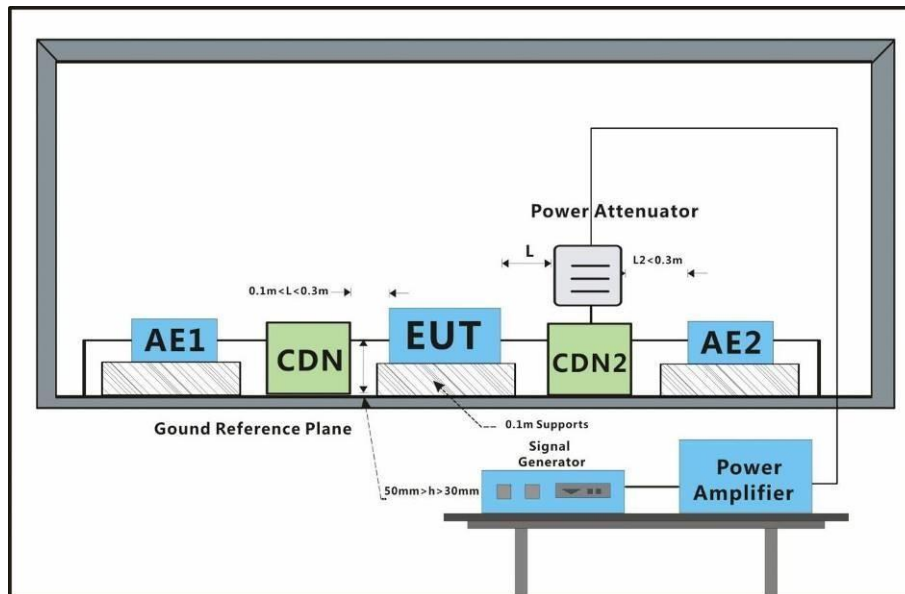 Power Attenuator
L
L2<0.3m
0.1m<L<0.3m
AE1
CDN
EUT
CDN2
AE2
Gound Reference Plane
0.1m Supports
Signal
Generator
50mm>h>30mm
Power
Amplifier